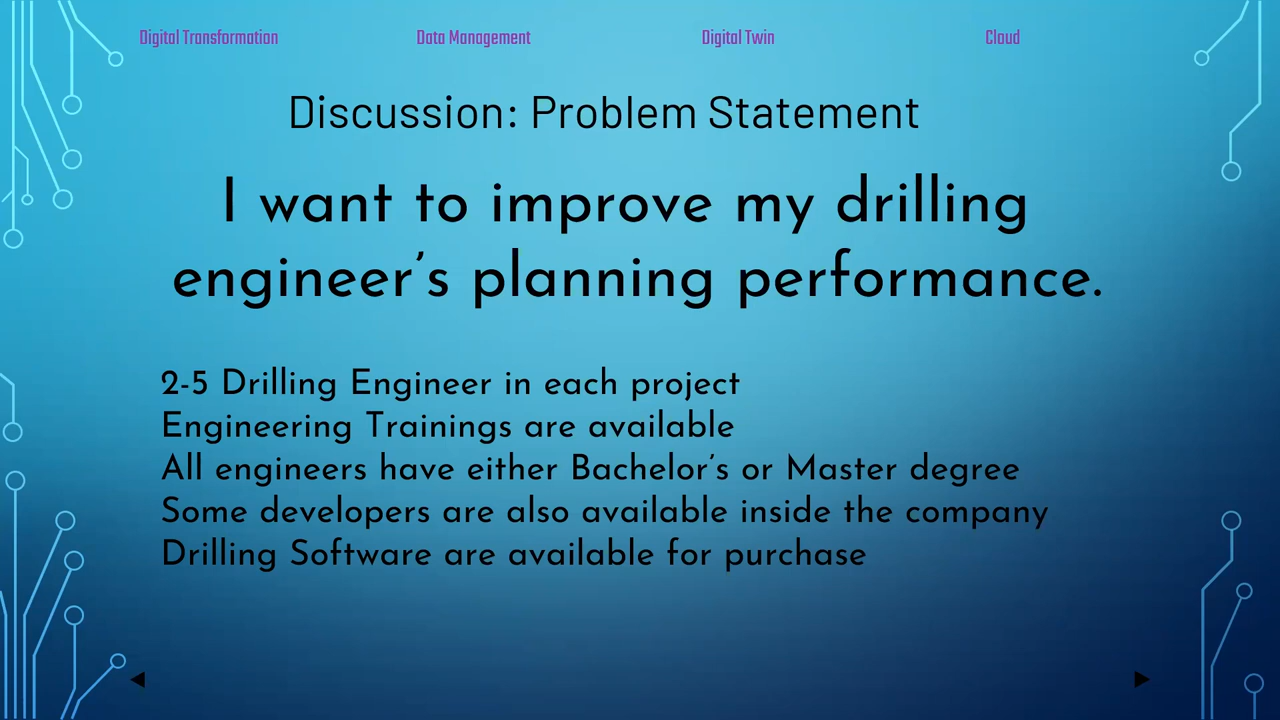 Digital Transformation
Data Management
Digital Twin
Cloud
Discussion: Problem Statement
I want to improve my drilling
engineer’s planning performance.
2-5 Drilling Engineer in each project
Engineering Trainings are available
All engineers have either Bachelor’s or Master degree
Some developers are also available inside the company
Drilling Software are available for purchase